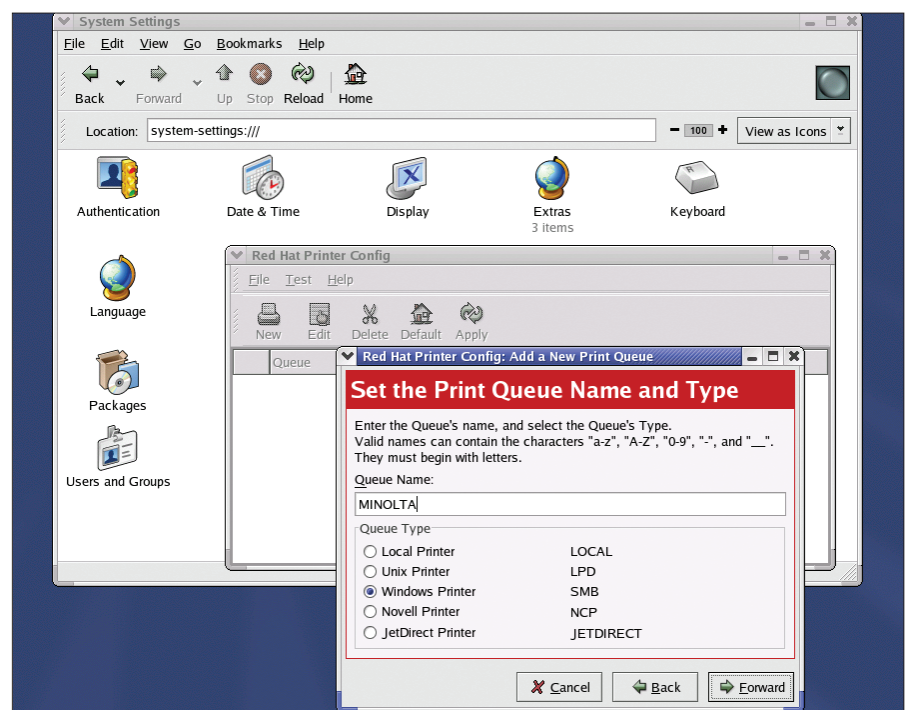 System Settings
File Edit View Go Bookmarks Help
Back Forward Up Stop Reload Home
Location: system-settings:/// 100 View as Icons
Authentication Date & Time Display Extras Keyboard
3 items
Language
Packages
Users and Groups
Red Hat Printer Config
File Test Help
New Edit Delete Default Apply
Queue
Red Hat Printer Config: Add a New Print Queue
Set the Print Queue Name and Type
Enter the Queue's name, and select the Queue's Type.
Valid names can contain the characters "a-z", "A-Z", "0-9", "-", and "__".
They must begin with letters.
Queue Name:
MINOLTA
Queue Type
Local Printer LOCAL
Unix Printer LPD
Windows Printer SMB
Novell Printer NCP
JetDirect Printer JETDIRECT
Cancel Back Forward